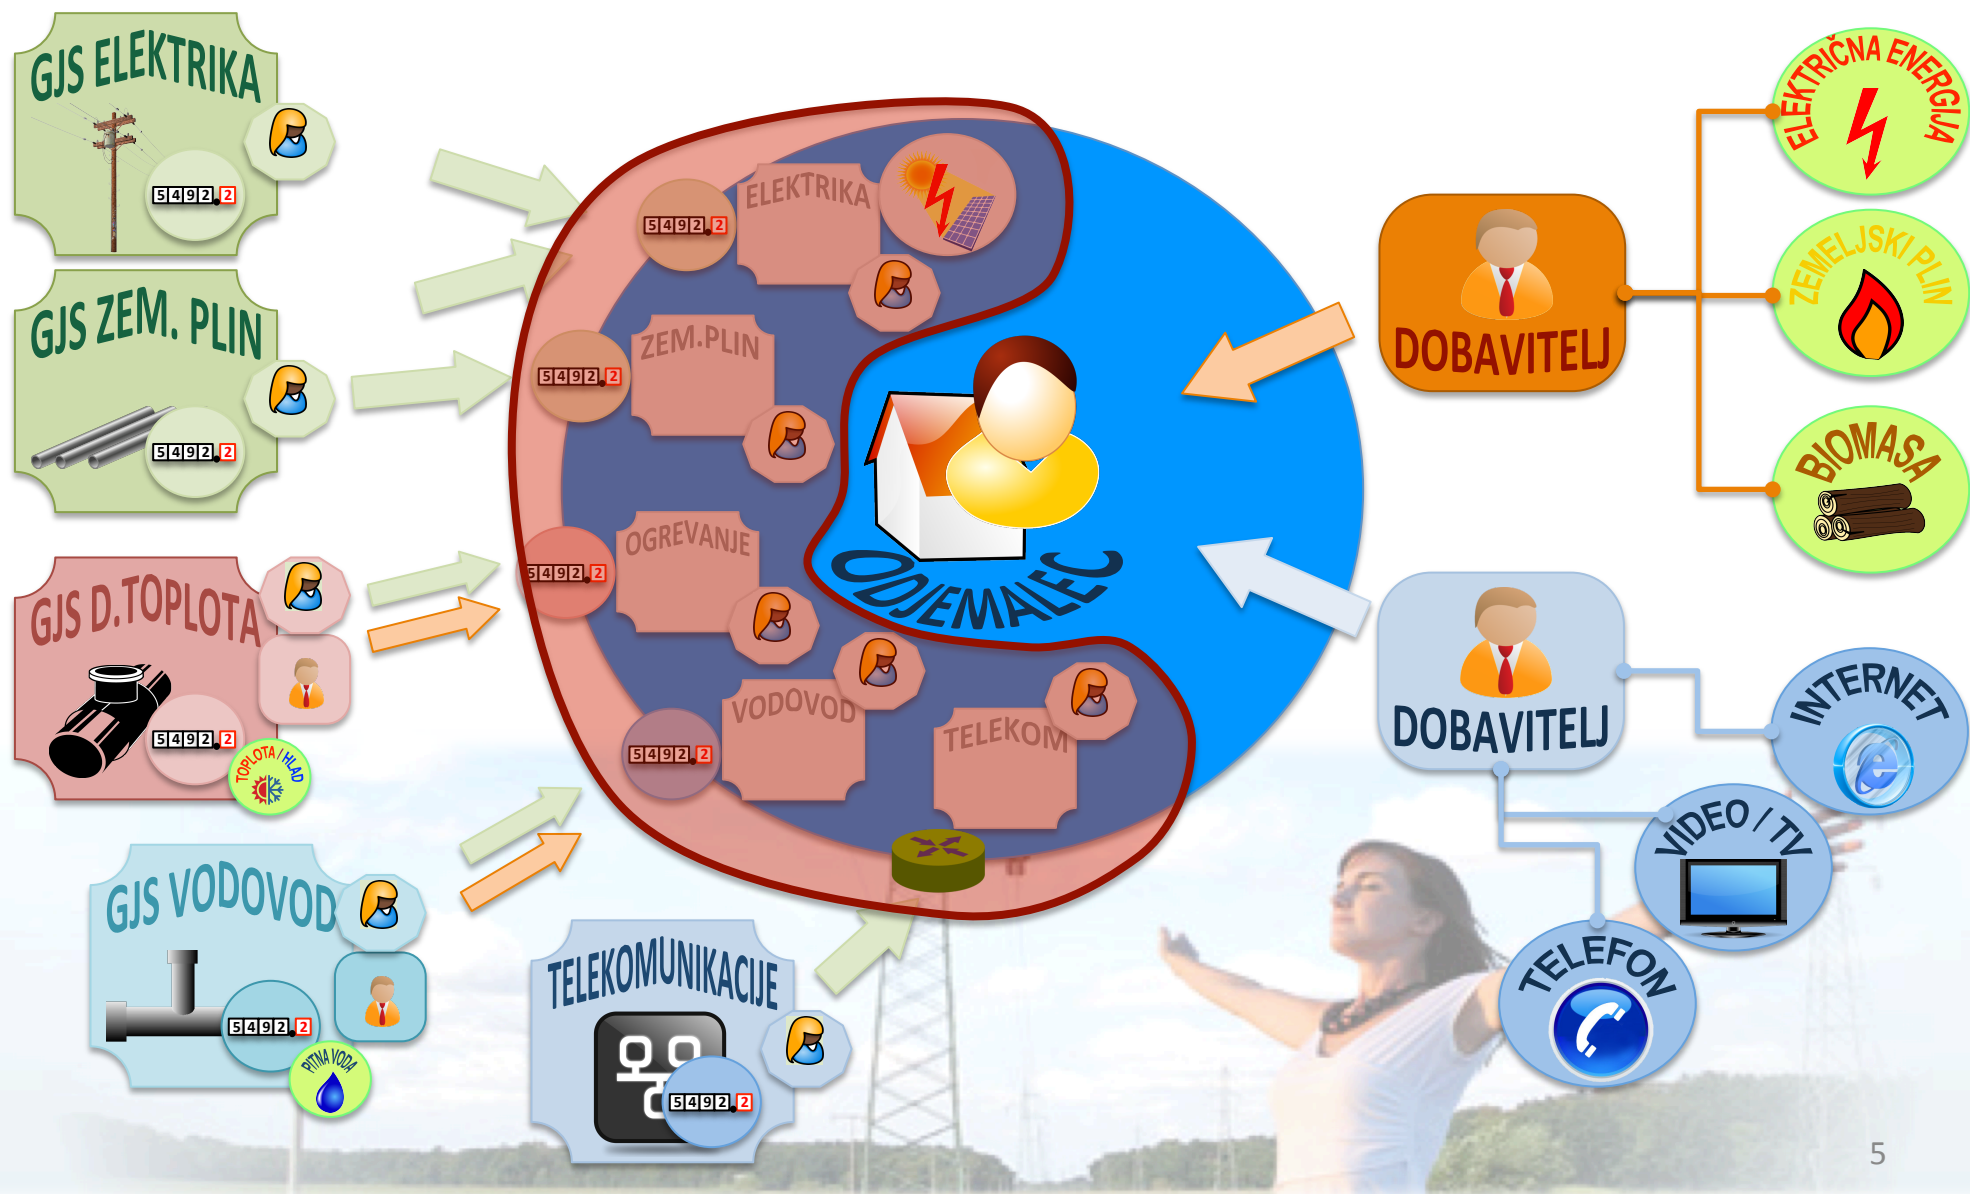 GJS ELEKTRIKA
5492.2
GJS ZEM. PLIN
5492.2
GJS D.TOPLOTA
5492.2
TOPLOTA / HLAD
GJS VODOVOD
5492.2
PITNA VODA
TELEKOMUNIKACIJE
5492.2
5492.2
ELEKTRIKA
5492.2
ZEM.PLIN
5492.2
OGREVANJE
5492.2
VODOVOD
TELEKOM
ODJEMALEC
DOBAVITELJ
ELEKTRIČNA ENERGIJA
ZEMELJSKI PLIN
BIOMASA
DOBAVITELJ
INTERNET
VIDEO / TV
TELEFON
5